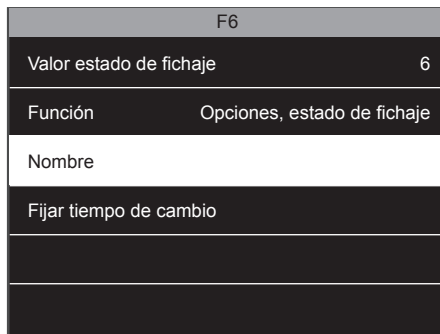 F6
Valor estado de fichaje 6
Función Opciones, estado de fichaje
Nombre
Fijar tiempo de cambio